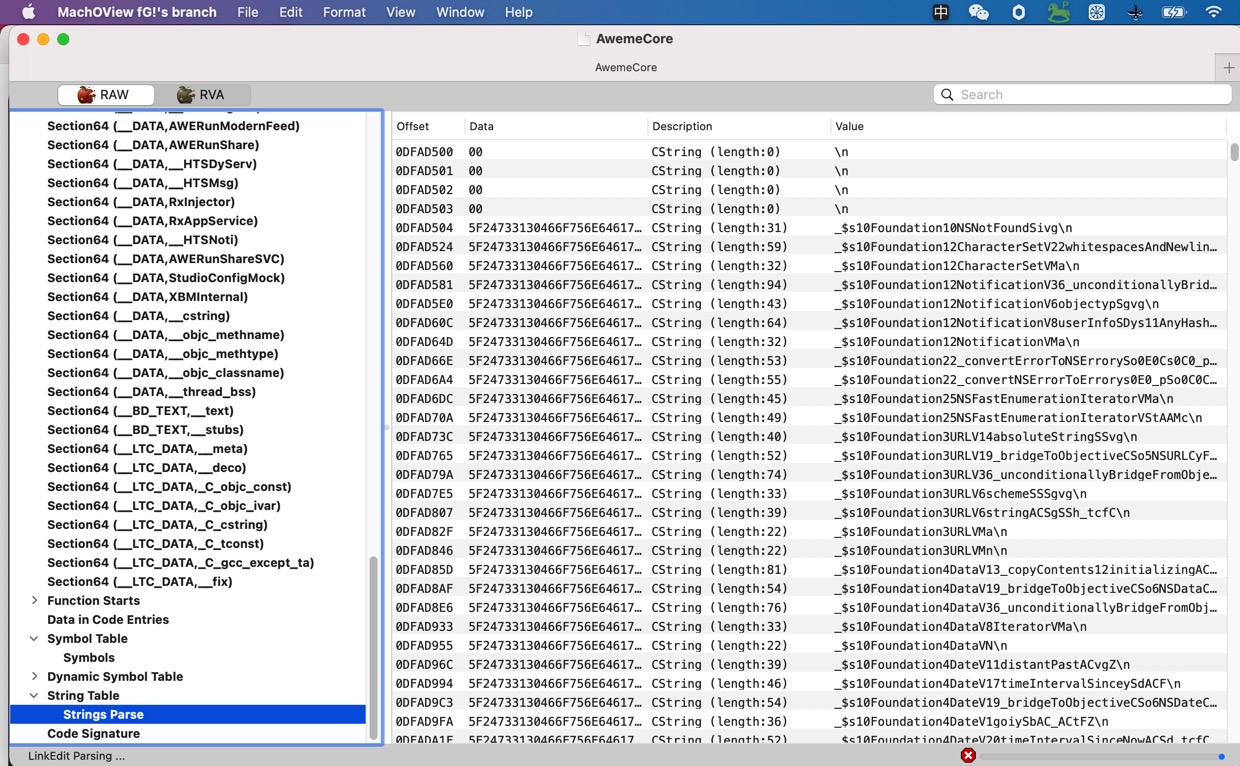 MachOView fG!'s branch File Edit Format View Window Help 中
AwemeCore
AwemeCore
RAW RVA Search
Section64 (__DATA,AWERunModernFeed)
Section64 (__DATA,AWERunShare)
Section64 (__DATA,__HTSDyServ)
Section64 (__DATA,__HTSMsg)
Section64 (__DATA,RxInjector)
Section64 (__DATA,RxAppService)
Section64 (__DATA,__HTSNoti)
Section64 (__DATA,AWERunShareSVC)
Section64 (__DATA,StudioConfigMock)
Section64 (__DATA,XBMInternal)
Section64 (__DATA,__cstring)
Section64 (__DATA,__objc_methname)
Section64 (__DATA,__objc_methtype)
Section64 (__DATA,__objc_classname)
Section64 (__DATA,__thread_bss)
Section64 (__BD_TEXT,__text)
Section64 (__BD_TEXT,__stubs)
Section64 (__LTC_DATA,__meta)
Section64 (__LTC_DATA,__deco)
Section64 (__LTC_DATA,_C_objc_const)
Section64 (__LTC_DATA,_C_objc_ivar)
Section64 (__LTC_DATA,_C_cstring)
Section64 (__LTC_DATA,_C_tconst)
Section64 (__LTC_DATA,_C_gcc_except_ta)
Section64 (__LTC_DATA,__fix)
Function Starts
Data in Code Entries
Symbol Table
Symbols
Dynamic Symbol Table
String Table
Strings Parse
Code Signature
Offset Data Description Value
0DFAD500 00 CString (length:0) \n
0DFAD501 00 CString (length:0) \n
0DFAD502 00 CString (length:0) \n
0DFAD503 00 CString (length:0) \n
0DFAD504 5F24733130466F756E64617… CString (length:31) _$s10Foundation10NSNotFoundSivg\n
0DFAD524 5F24733130466F756E64617… CString (length:59) _$s10Foundation12CharacterSetV22whitespacesAndNewlin…
0DFAD560 5F24733130466F756E64617… CString (length:32) _$s10Foundation12CharacterSetVMa\n
0DFAD581 5F24733130466F756E64617… CString (length:94) _$s10Foundation12NotificationV36_unconditionallyBrid…
0DFAD5E0 5F24733130466F756E64617… CString (length:43) _$s10Foundation12NotificationV6objectypSgvg\n
0DFAD60C 5F24733130466F756E64617… CString (length:64) _$s10Foundation12NotificationV8userInfoSDys11AnyHash…
0DFAD64D 5F24733130466F756E64617… CString (length:32) _$s10Foundation12NotificationVMa\n
0DFAD66E 5F24733130466F756E64617… CString (length:53) _$s10Foundation22_convertErrorToNSErrorySo0E0Cs0C0_p…
0DFAD6A4 5F24733130466F756E64617… CString (length:55) _$s10Foundation22_convertNSErrorToErrorys0E0_pSo0C0C…
0DFAD6DC 5F24733130466F756E64617… CString (length:45) _$s10Foundation25NSFastEnumerationIteratorVMa\n
0DFAD70A 5F24733130466F756E64617… CString (length:49) _$s10Foundation25NSFastEnumerationIteratorVStAAMc\n
0DFAD73C 5F24733130466F756E64617… CString (length:40) _$s10Foundation3URLV14absoluteStringSSvg\n
0DFAD765 5F24733130466F756E64617… CString (length:52) _$s10Foundation3URLV19_bridgeToObjectiveCSo5NSURLCyF…
0DFAD79A 5F24733130466F756E64617… CString (length:74) _$s10Foundation3URLV36_unconditionallyBridgeFromObje…
0DFAD7E5 5F24733130466F756E64617… CString (length:33) _$s10Foundation3URLV6schemeSSSgvg\n
0DFAD807 5F24733130466F756E64617… CString (length:39) _$s10Foundation3URLV6stringACSgSSh_tcfC\n
0DFAD82F 5F24733130466F756E64617… CString (length:22) _$s10Foundation3URLVMa\n
0DFAD846 5F24733130466F756E64617… CString (length:22) _$s10Foundation3URLVMn\n
0DFAD85D 5F24733130466F756E64617… CString (length:81) _$s10Foundation4DataV13_copyContents12initializingAC…
0DFAD8AF 5F24733130466F756E64617… CString (length:54) _$s10Foundation4DataV19_bridgeToObjectiveCSo6NSDataC…
0DFAD8E6 5F24733130466F756E64617… CString (length:76) _$s10Foundation4DataV36_unconditionallyBridgeFromObj…
0DFAD933 5F24733130466F756E64617… CString (length:33) _$s10Foundation4DataV8IteratorVMa\n
0DFAD955 5F24733130466F756E64617… CString (length:22) _$s10Foundation4DataVN\n
0DFAD96C 5F24733130466F756E64617… CString (length:39) _$s10Foundation4DateV11distantPastACvgZ\n
0DFAD994 5F24733130466F756E64617… CString (length:46) _$s10Foundation4DateV17timeIntervalSinceySdACF\n
0DFAD9C3 5F24733130466F756E64617… CString (length:54) _$s10Foundation4DateV19_bridgeToObjectiveCSo6NSDateC…
0DFAD9FA 5F24733130466F756E64617… CString (length:36) _$s10Foundation4DateV1goiySbAC_ACtFZ\n
0DFADA1F 5F24733130466F756E64617… CString (length:52) _$s10Foundation4DateV20timeIntervalSinceNowACSd_tcfC…
LinkEdit Parsing ...